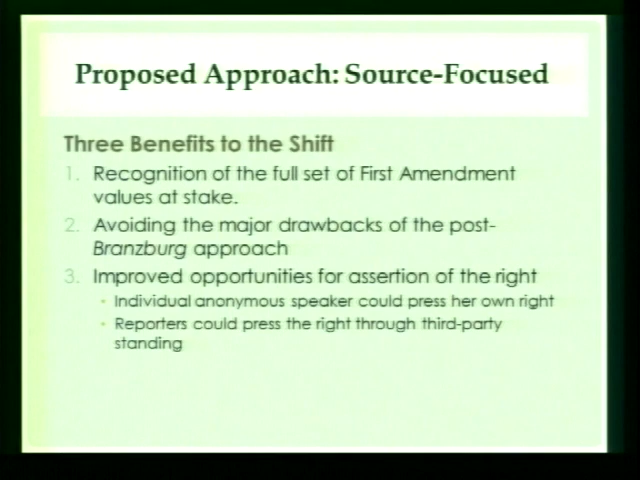 Proposed Approach: Source-Focused
Three Benefits to the Shift
1. Recognition of the full set of First Amendment
values at stake.
2. Avoiding the major drawbacks of the post-
Branzburg approach
3. Improved opportunities for assertion of the right
• Individual anonymous speaker could press her own right
• Reporters could press the right through third-party
standing